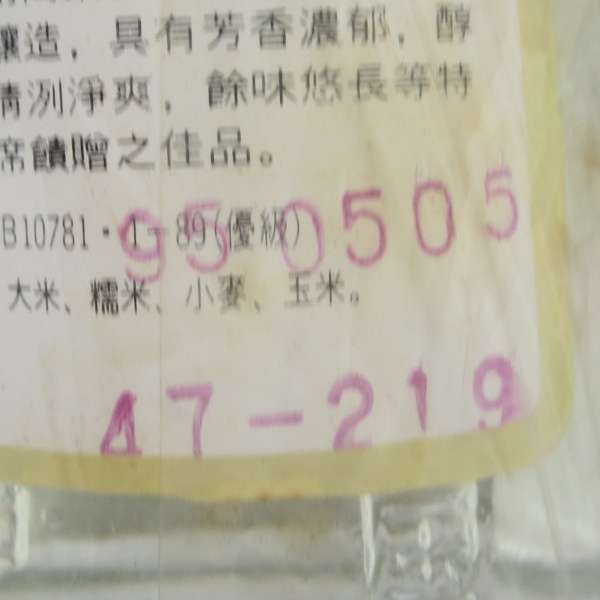 釀造，具有芳香濃郁，醇
清洌淨爽，餘味悠長等特
席饋贈之佳品。
B10781·1-89(優級)
95 0505
大米、糯米、小麥、玉米。
47-219